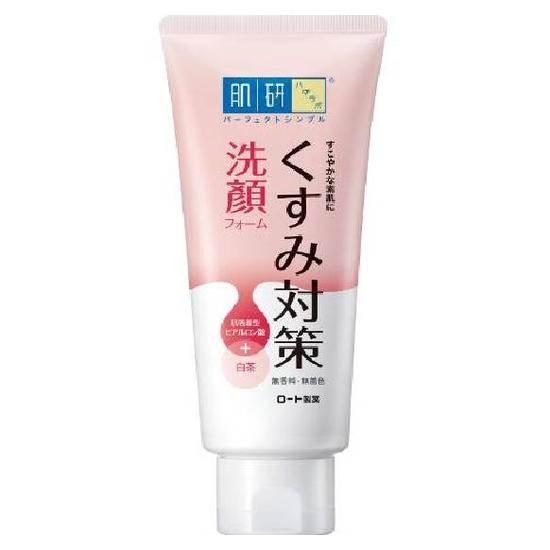 肌研
ハダラボ
®
パーフェクトシンプル
すこやかな素肌に
くすみ対策
洗顔
フォーム
肌吸着型
ヒアルロン酸
+
白茶
無香料・無着色
ロート製薬